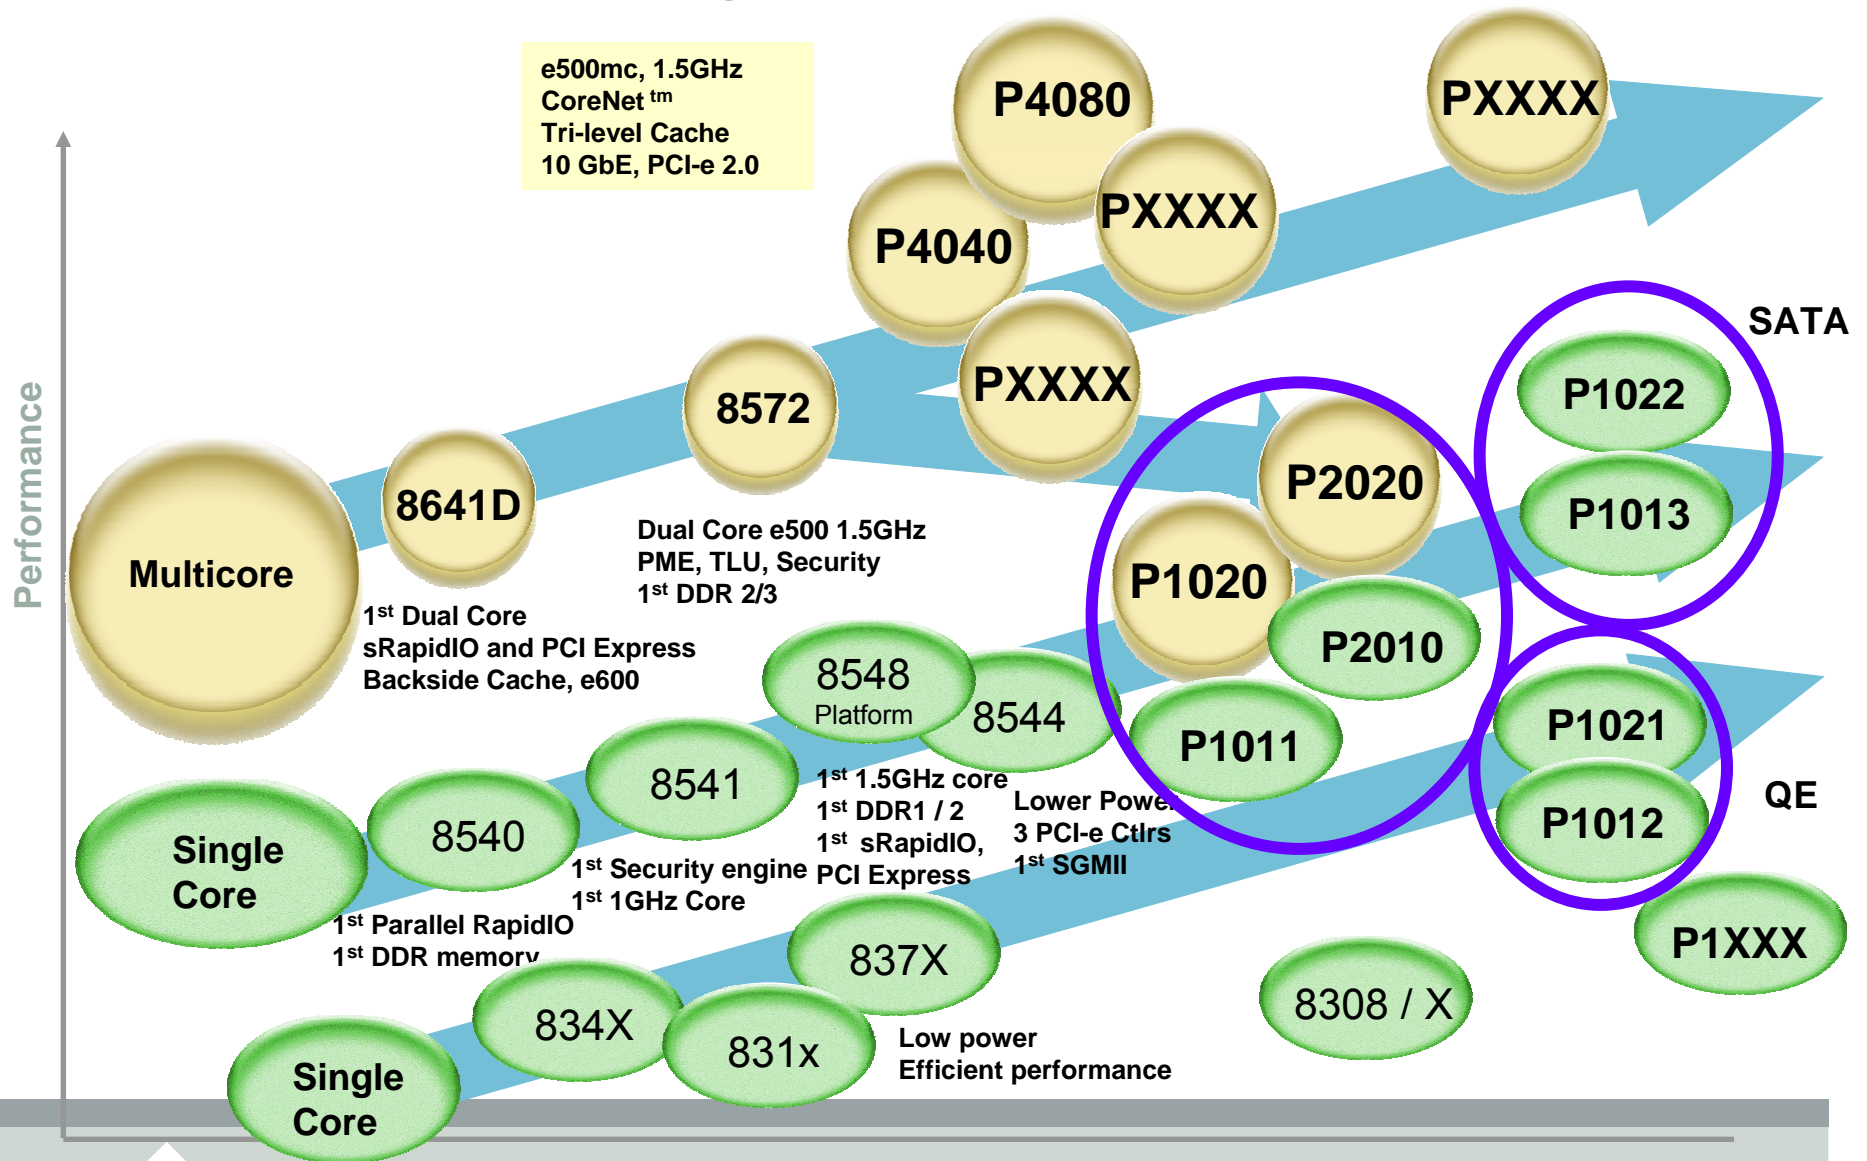 e500mc, 1.5GHz
CoreNet tm
Tri-level Cache
10 GbE, PCI-e 2.0
P4080
PXXXX
P4040
PXXXX
PXXXX
8572
8641D
Multicore
Performance
SATA
P1022
P1013
P2020
P1020
P2010
P1011
Dual Core e500 1.5GHz
PME, TLU, Security
1st DDR 2/3
1st Dual Core
sRapidIO and PCI Express
Backside Cache, e600
8548
Platform
8544
8541
8540
Single
Core
1st 1.5GHz core
1st DDR1 / 2
1st sRapidIO,
PCI Express
Lower Power
3 PCI-e Ctlrs
1st SGMII
1st Security engine
1st 1GHz Core
1st Parallel RapidIO
1st DDR memory
P1021
P1012
QE
P1XXX
837X
834X
831x
8308 / X
Low power
Efficient performance
Single
Core